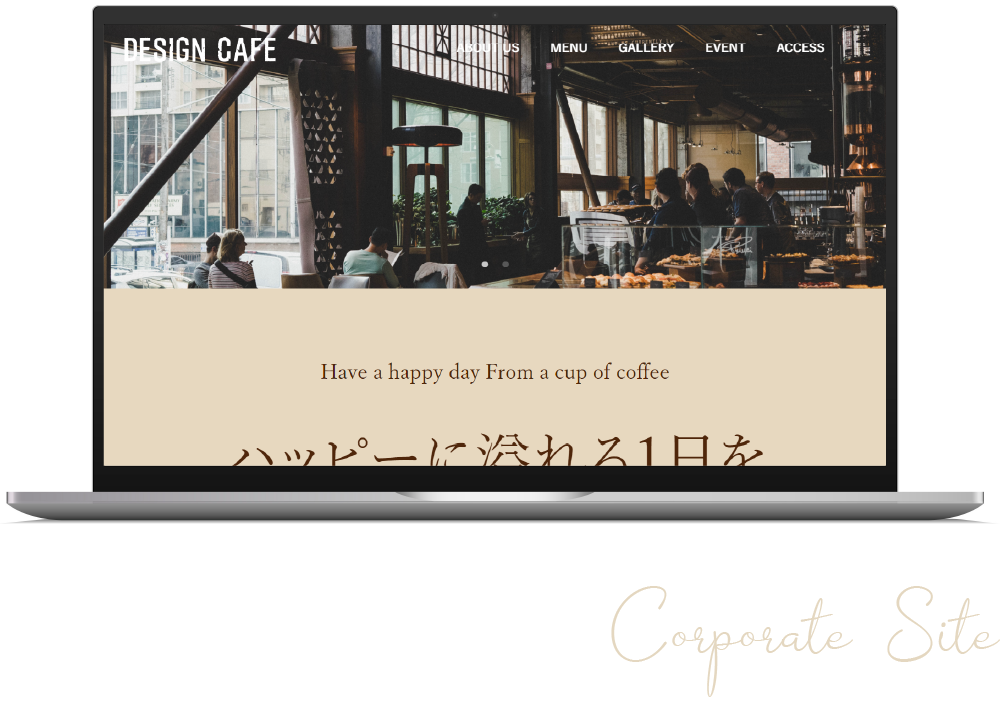 DESIGN CAFE
ABOUT US MENU GALLERY EVENT ACCESS
Have a happy day From a cup of coffee
ハッピーに溢れる1日を
Corporate Site